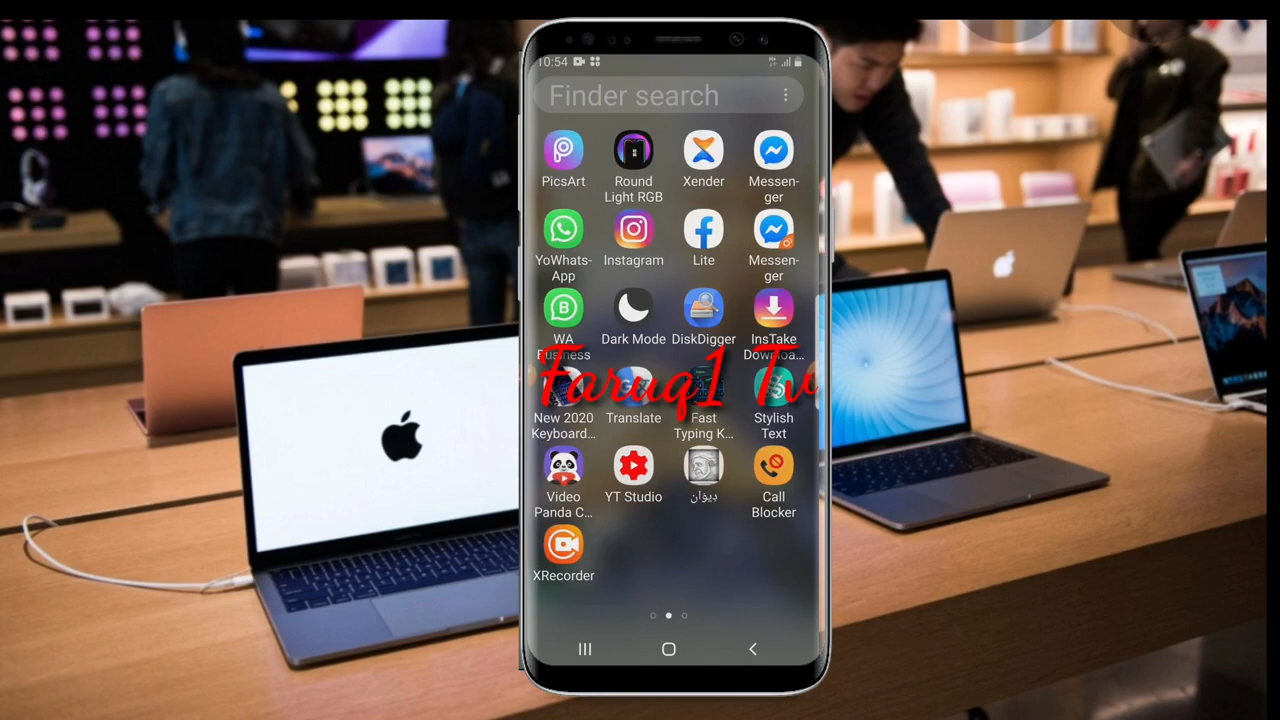 10:54
Finder search
PicsArt
Round
Light RGB
Xender
Messen-
ger
YoWhats-
App
Instagram
Lite
Messen-
ger
WA
Business
Dark Mode
DiskDigger
InsTake
Downloa...
Faruq1 Tv
New 2020
Keyboard...
Translate
Fast
Typing K...
Stylish
Text
Video
Panda C...
YT Studio
ديوان
Call
Blocker
XRecorder